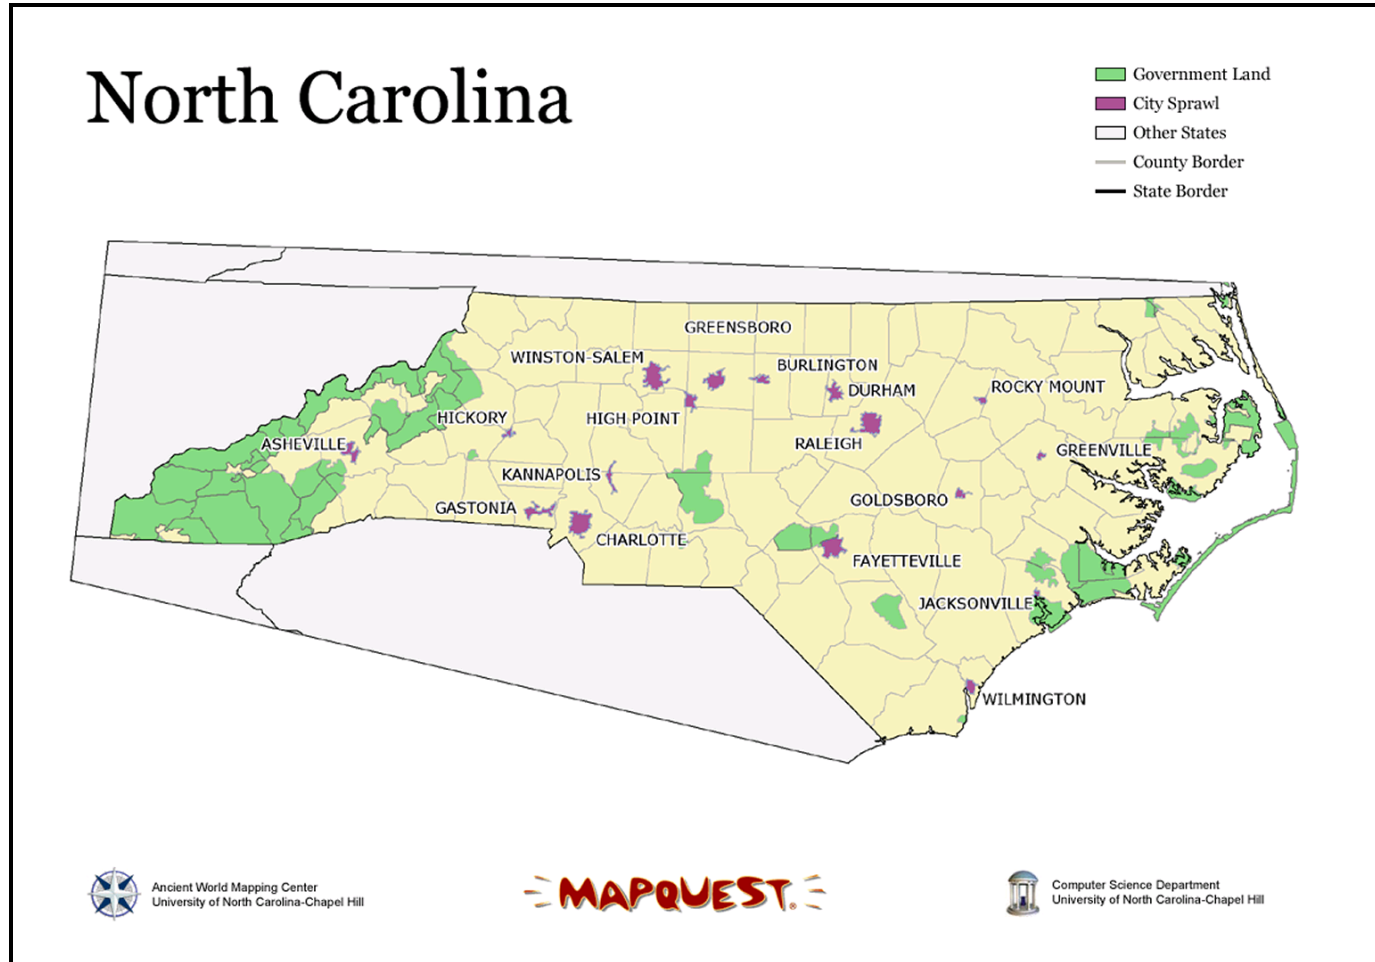 North Carolina
Government Land
City Sprawl
Other States
County Border
State Border
GREENSBORO
WINSTON-SALEM
BURLINGTON
DURHAM
ROCKY MOUNT
HICKORY
HIGH POINT
ASHEVILLE
RALEIGH
GREENVILLE
KANNAPOLIS
GOLDSBORO
GASTONIA
CHARLOTTE
FAYETTEVILLE
JACKSONVILLE
WILMINGTON
Ancient World Mapping Center
University of North Carolina-Chapel Hill
MAPQUEST®
Computer Science Department
University of North Carolina-Chapel Hill